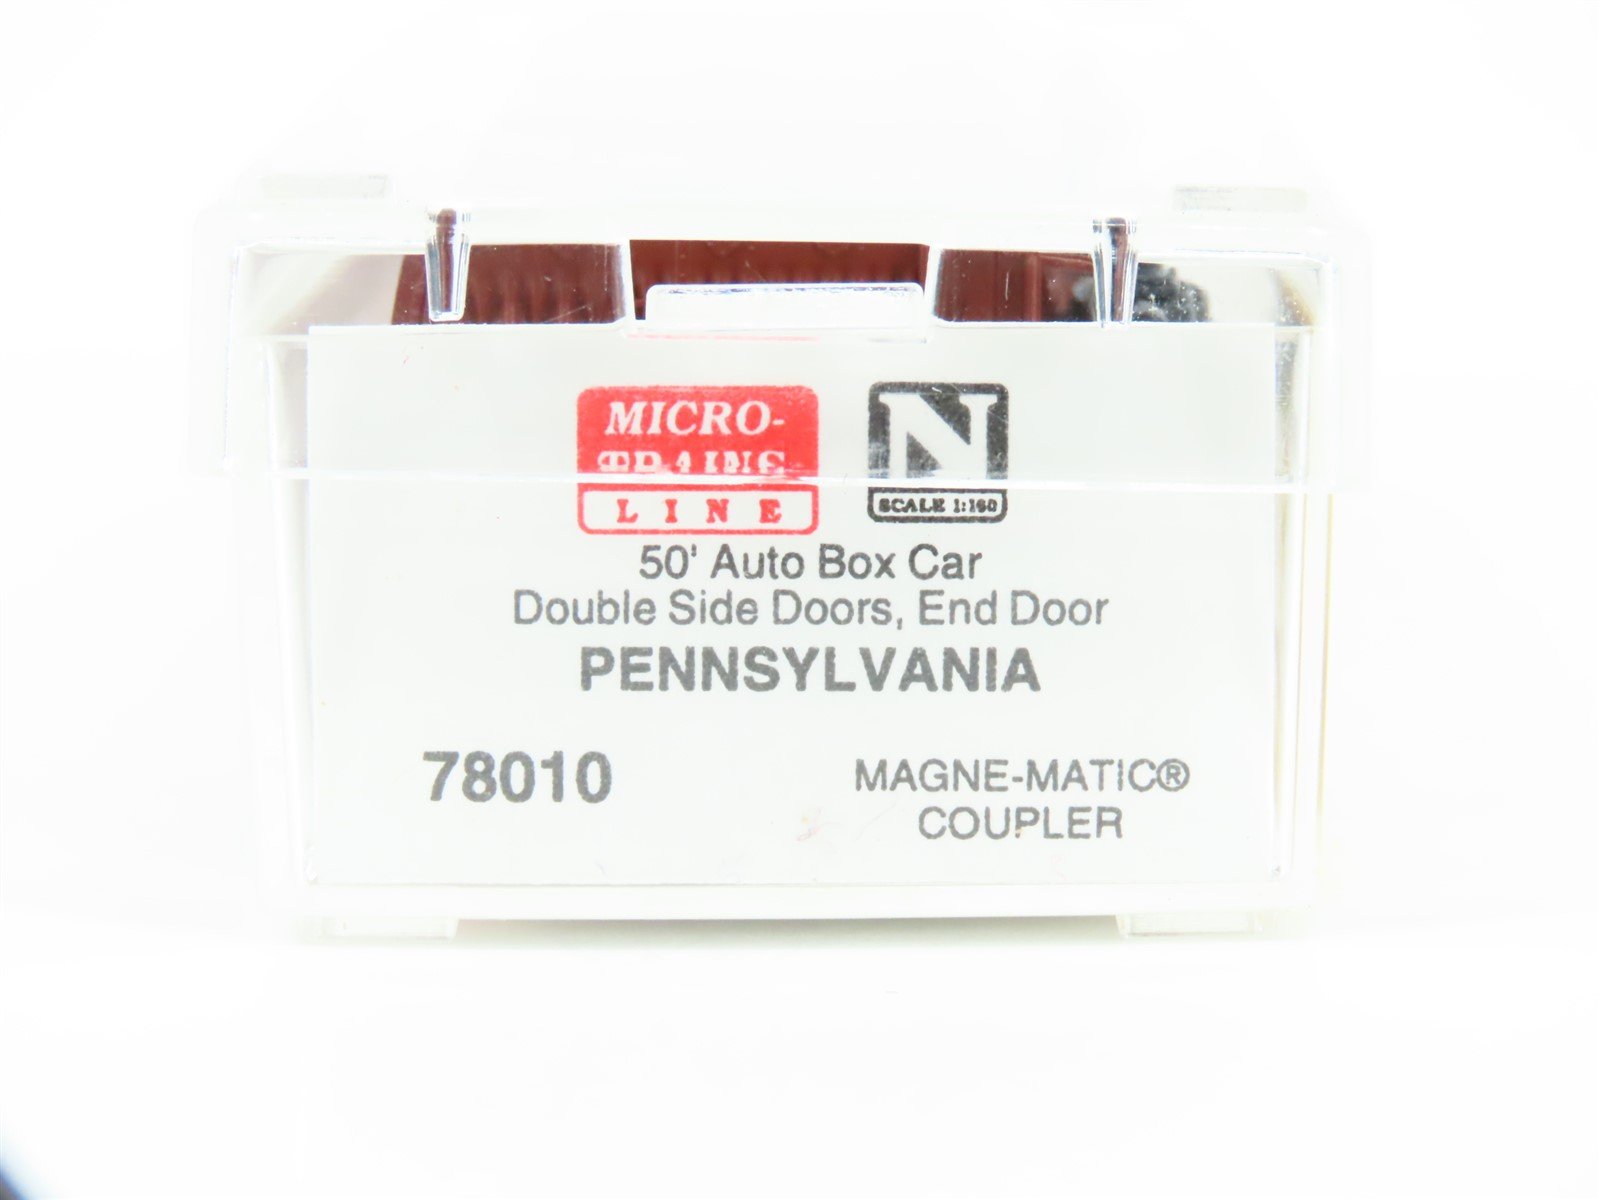 MICRO-
TRAINS
LINE
N
SCALE 1:160
50' Auto Box Car
Double Side Doors, End Door
PENNSYLVANIA
78010
MAGNE-MATIC®
COUPLER